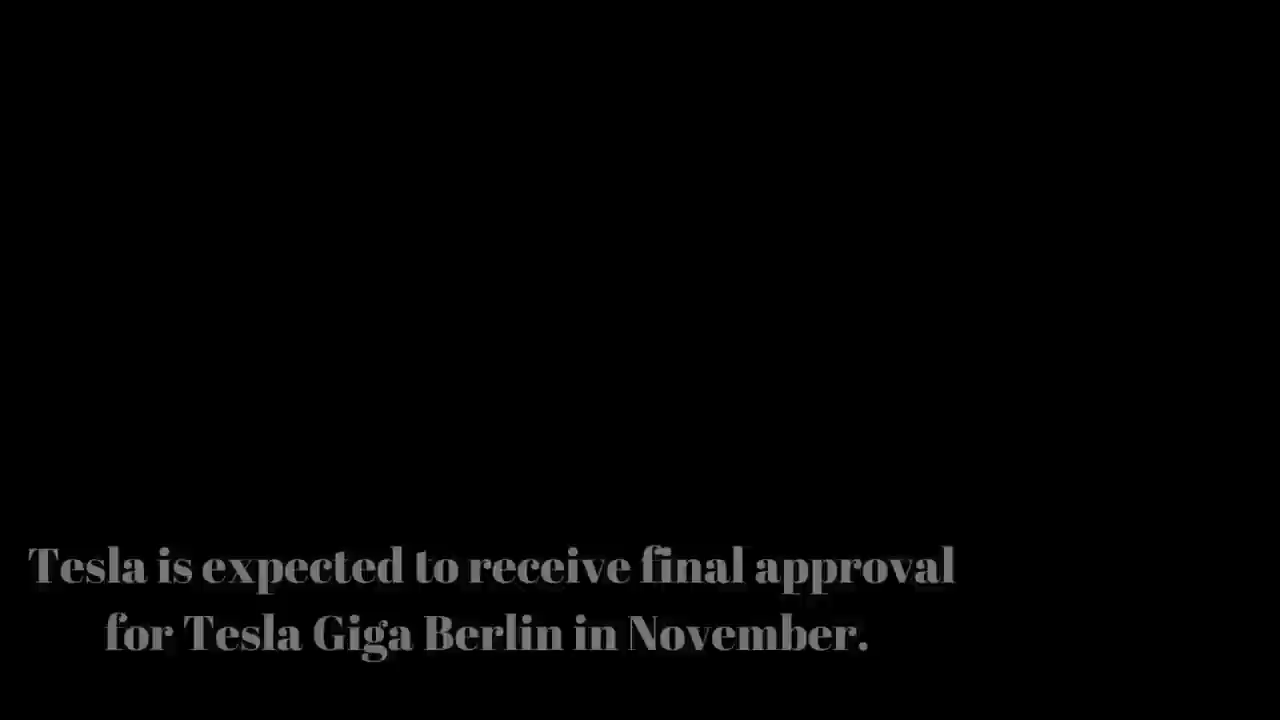 Tesla is expected to receive final approval
for Tesla Giga Berlin in November.